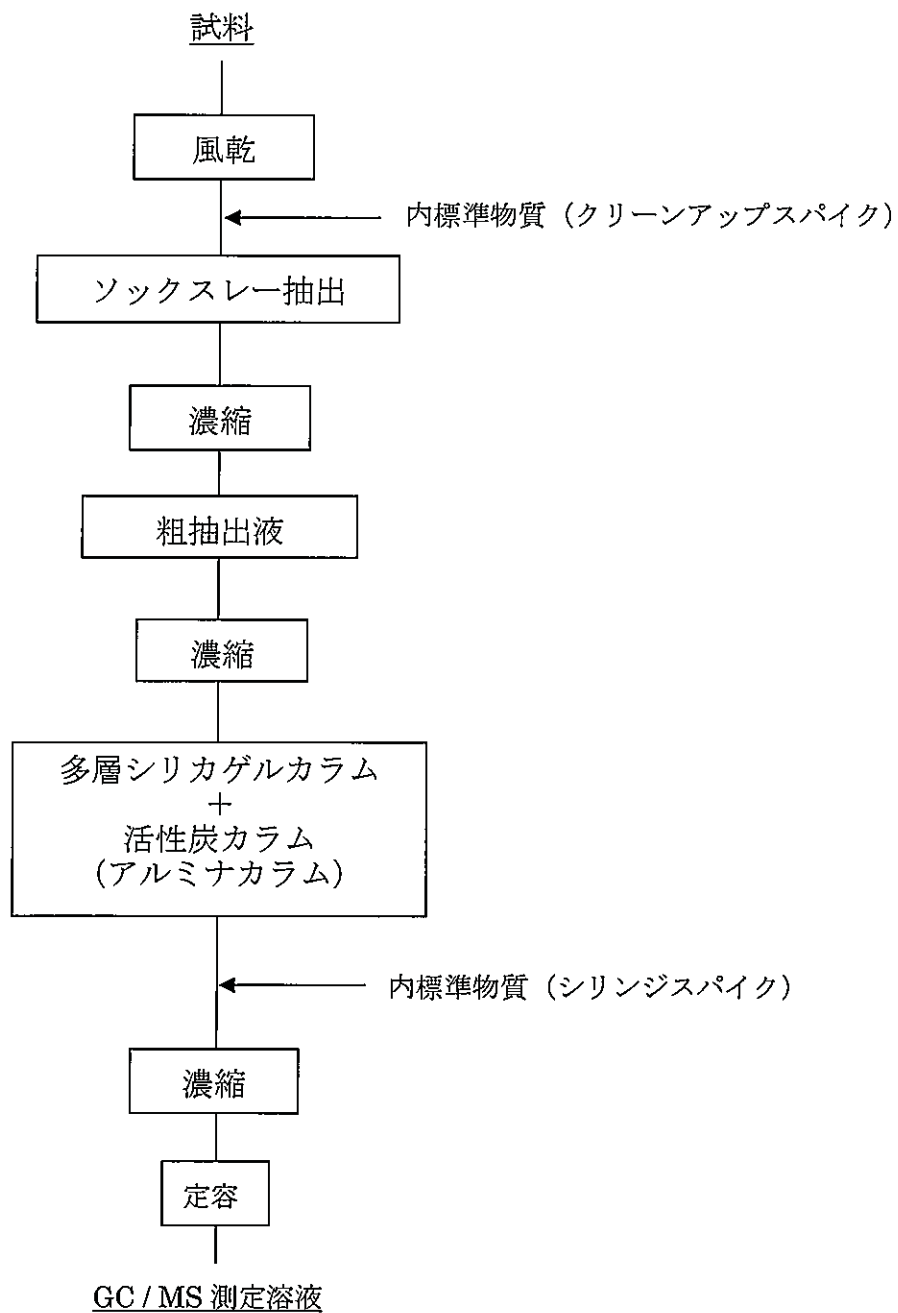 試料
風乾
内標準物質（クリーンアップスパイク）
ソックスレー抽出
濃縮
粗抽出液
濃縮
多層シリカゲルカラム
＋
活性炭カラム
(アルミナカラム)
内標準物質（シリンジスパイク）
濃縮
定容
GC / MS 測定溶液